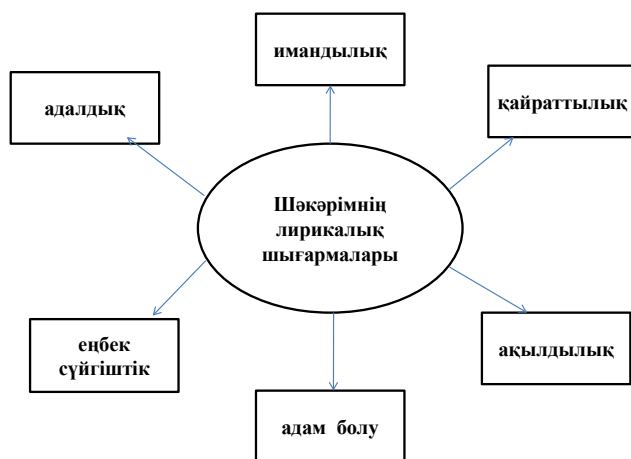 имандылық
адалдық
қайраттылық
Шәкәрімнің
лирикалық
шығармалары
еңбек
сүйгіштік
ақылдылық
адам болу